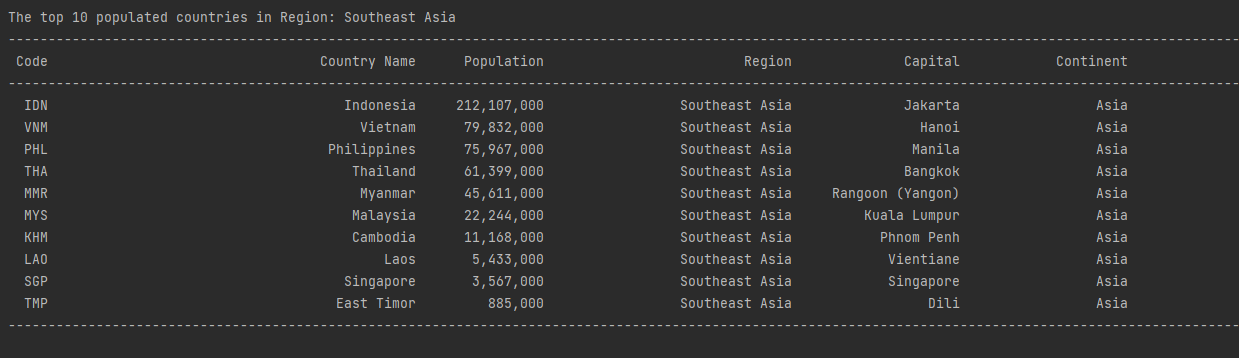 The top 10 populated countries in Region: Southeast Asia
---------------------------------------------------------------------------------------------------------------------------------------------------------
Code Country Name Population Region Capital Continent
---------------------------------------------------------------------------------------------------------------------------------------------------------
IDN Indonesia 212,107,000 Southeast Asia Jakarta Asia
VNM Vietnam 79,832,000 Southeast Asia Hanoi Asia
PHL Philippines 75,967,000 Southeast Asia Manila Asia
THA Thailand 61,399,000 Southeast Asia Bangkok Asia
MMR Myanmar 45,611,000 Southeast Asia Rangoon (Yangon) Asia
MYS Malaysia 22,244,000 Southeast Asia Kuala Lumpur Asia
KHM Cambodia 11,168,000 Southeast Asia Phnom Penh Asia
LAO Laos 5,433,000 Southeast Asia Vientiane Asia
SGP Singapore 3,567,000 Southeast Asia Singapore Asia
TMP East Timor 885,000 Southeast Asia Dili Asia
---------------------------------------------------------------------------------------------------------------------------------------------------------